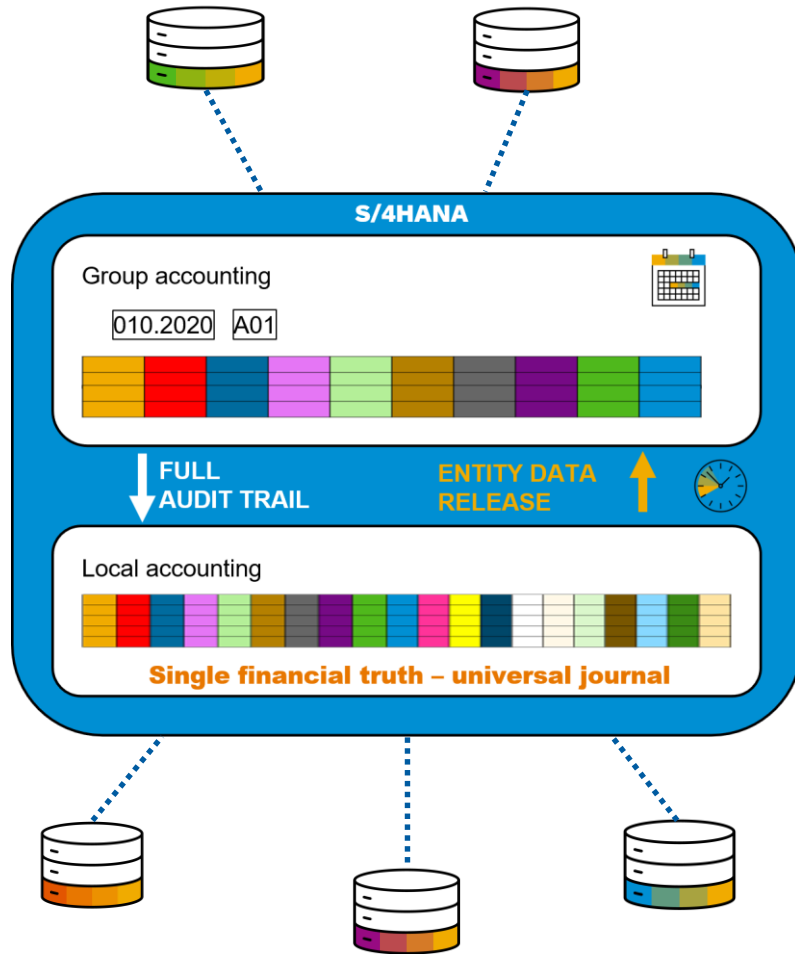 S/4HANA
Group accounting
010.2020 A01
FULL
AUDIT TRAIL
ENTITY DATA
RELEASE
Local accounting
Single financial truth – universal journal